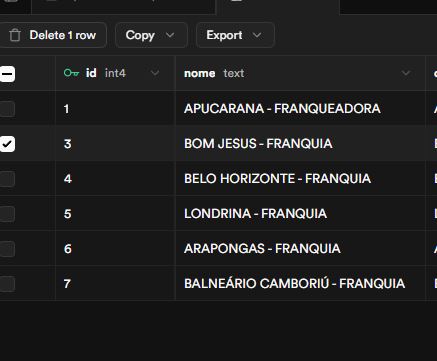 Delete 1 row Copy Export
id int4 nome text
1 APUCARANA - FRANQUEADORA
3 BOM JESUS - FRANQUIA
4 BELO HORIZONTE - FRANQUIA
5 LONDRINA - FRANQUIA
6 ARAPONGAS - FRANQUIA
7 BALNEÁRIO CAMBORIÚ - FRANQUIA